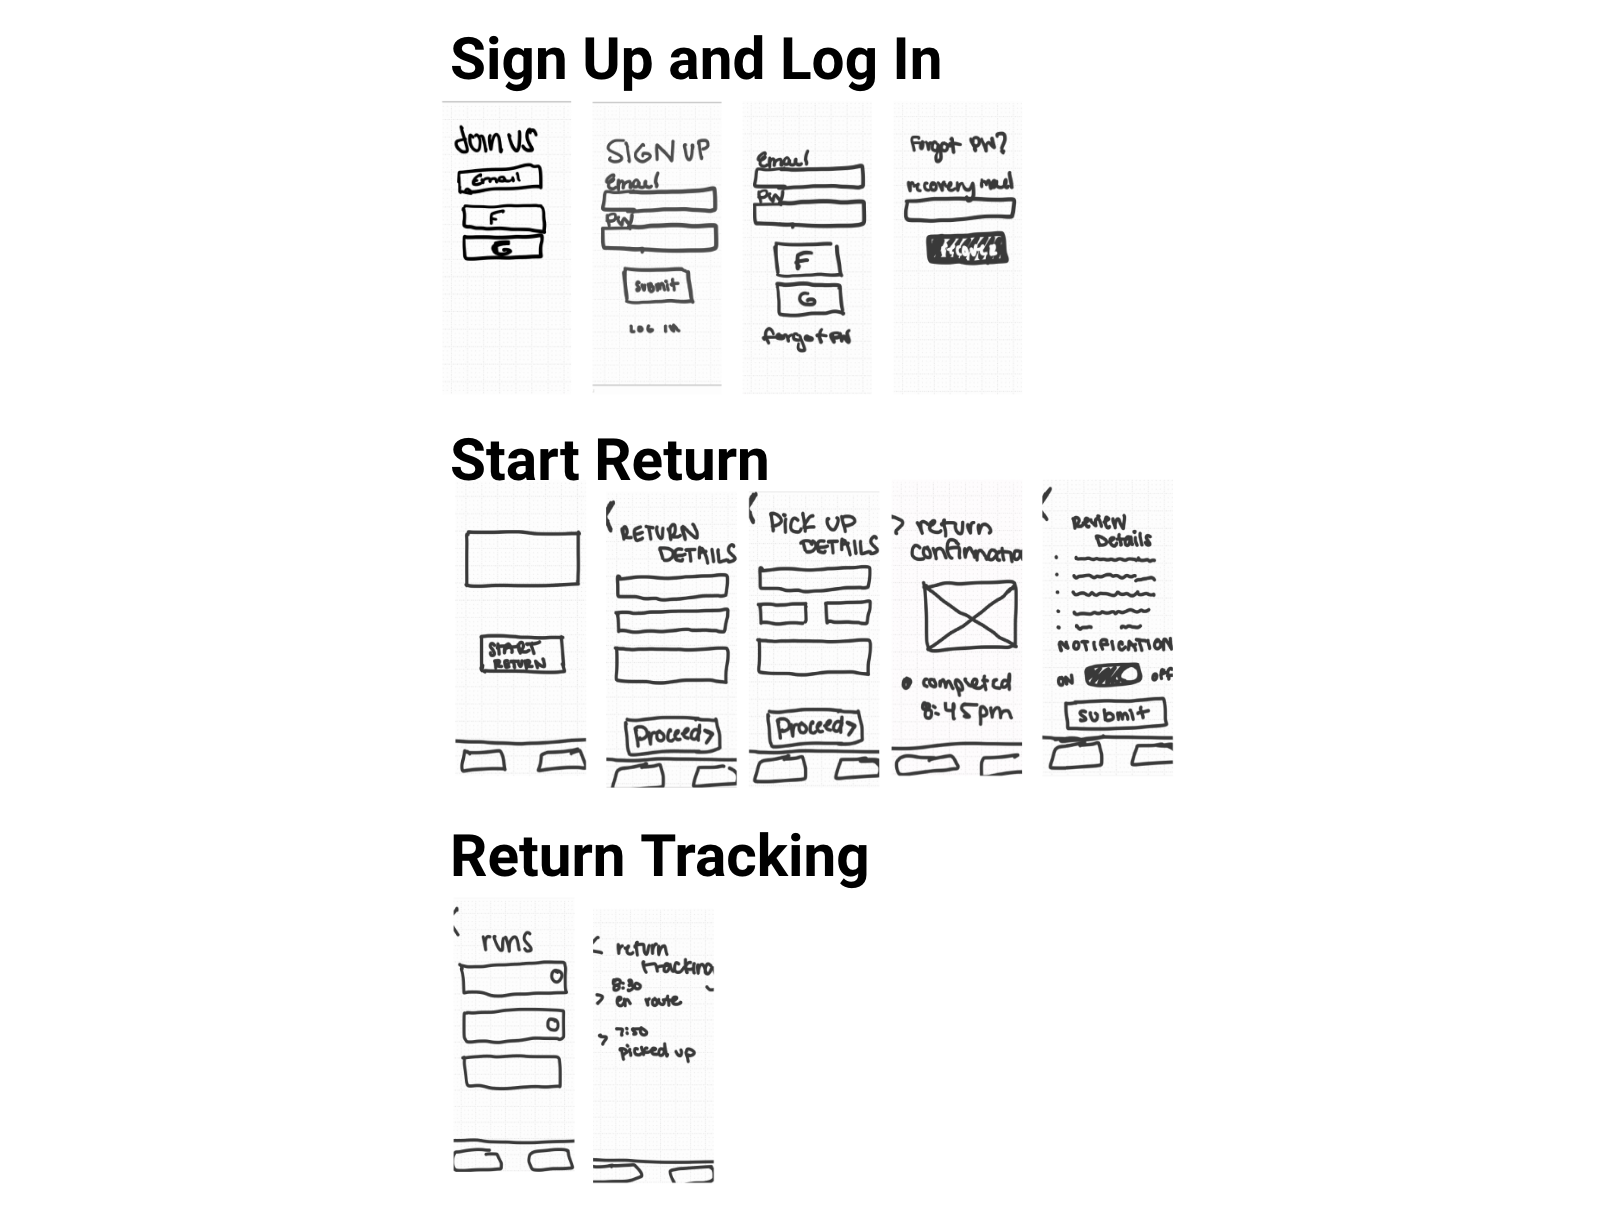 Sign Up and Log In
Join us
Email
F
G
SIGN UP
Email
PW
submit
LOG IN
Email
PW
F
G
forgot PW
Forgot PW?
recovery mail
Start Return
START
RETURN
RETURN
DETAILS
Proceed>
PICK UP
DETAILS
Proceed>
> return
confirmatio
completed
8:45pm
Review
Details
NOTIFICATION
ON OFF
submit
Return Tracking
runs
< return
tracking
8:30
> en route
> 7:50
picked up